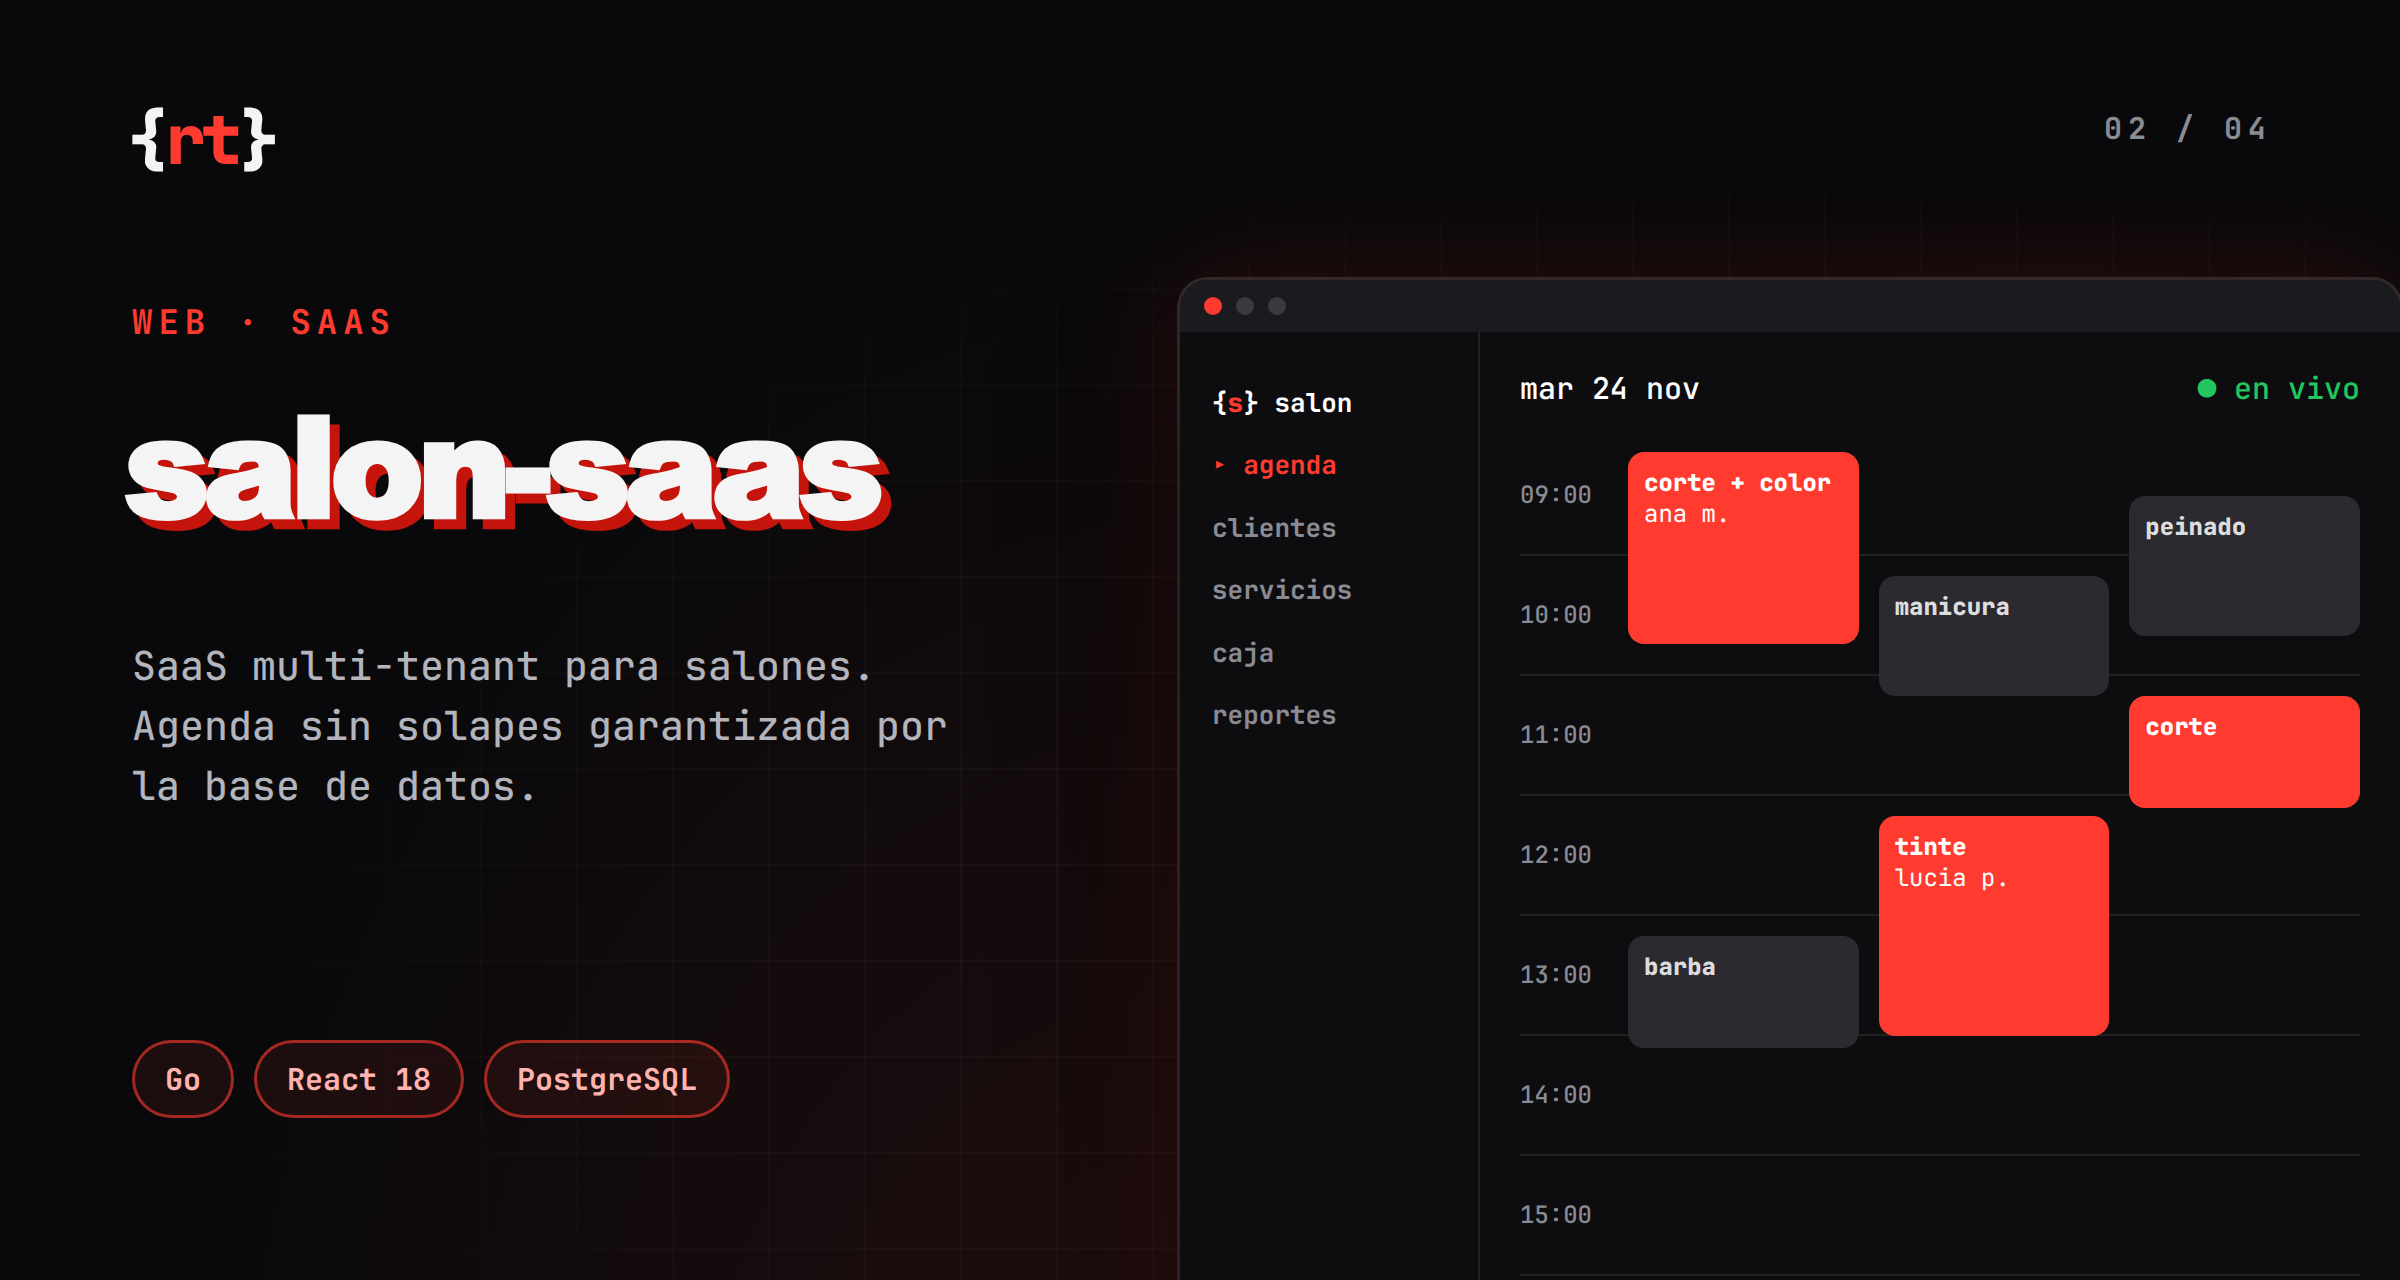 {rt}
02 / 04
WEB · SAAS
salon-saas
SaaS multi-tenant para salones.
Agenda sin solapes garantizada por
la base de datos.
Go
React 18
PostgreSQL
{s} salon
▸ agenda
clientes
servicios
caja
reportes
mar 24 nov
● en vivo
09:00
corte + color
ana m.
peinado
10:00
manicura
11:00
corte
12:00
tinte
lucia p.
13:00
barba
14:00
15:00